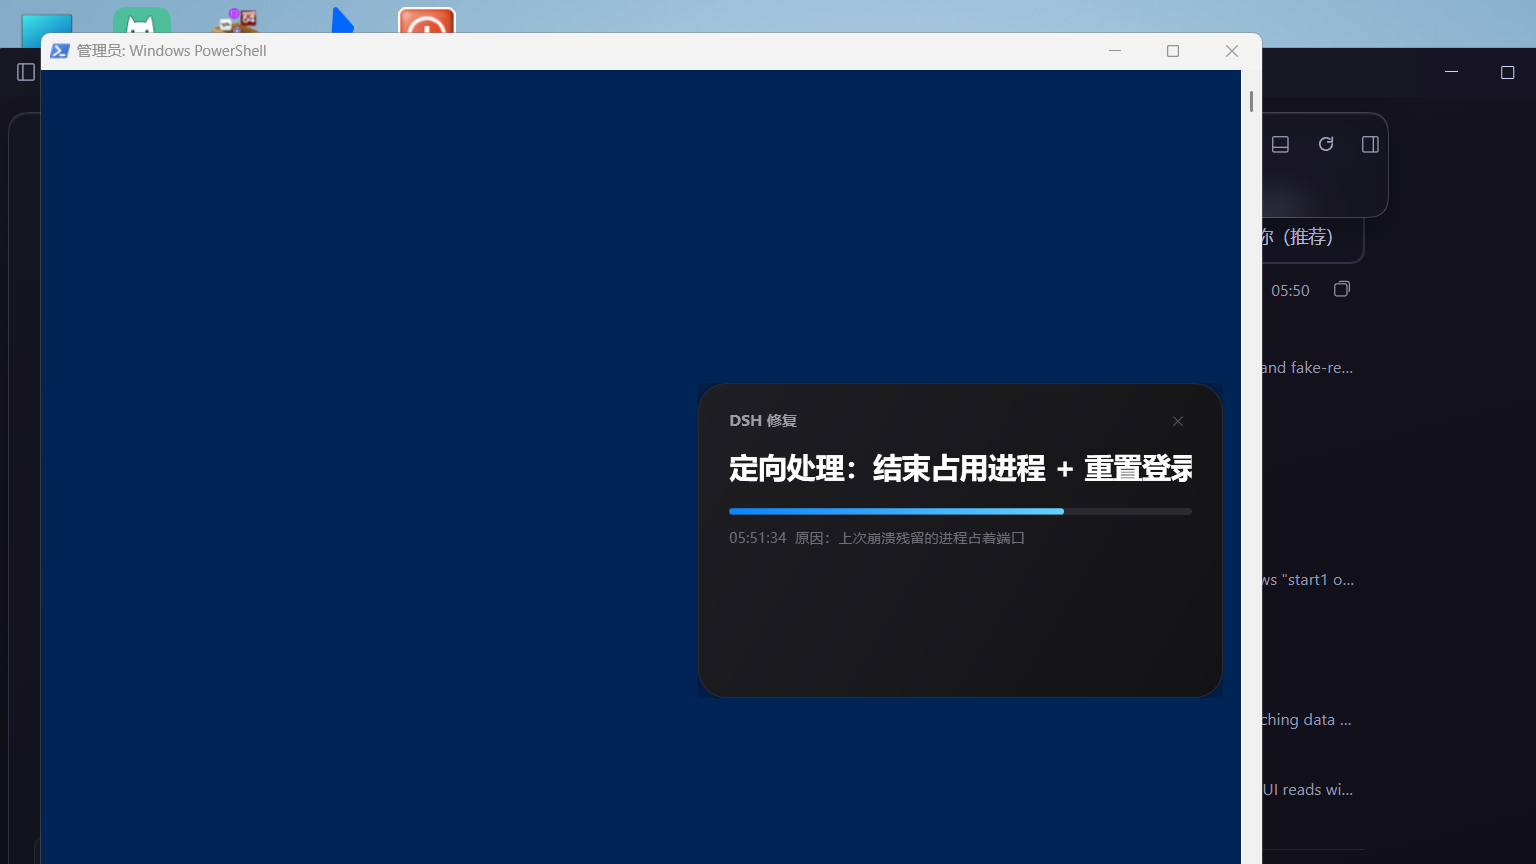 管理员: Windows PowerShell
你（推荐）
05:50
and fake-re...
DSH 修复
定向处理：结束占用进程 + 重置登录
05:51:34 原因：上次崩溃残留的进程占着端口
ws "start1 o...
ching data ...
UI reads wi...